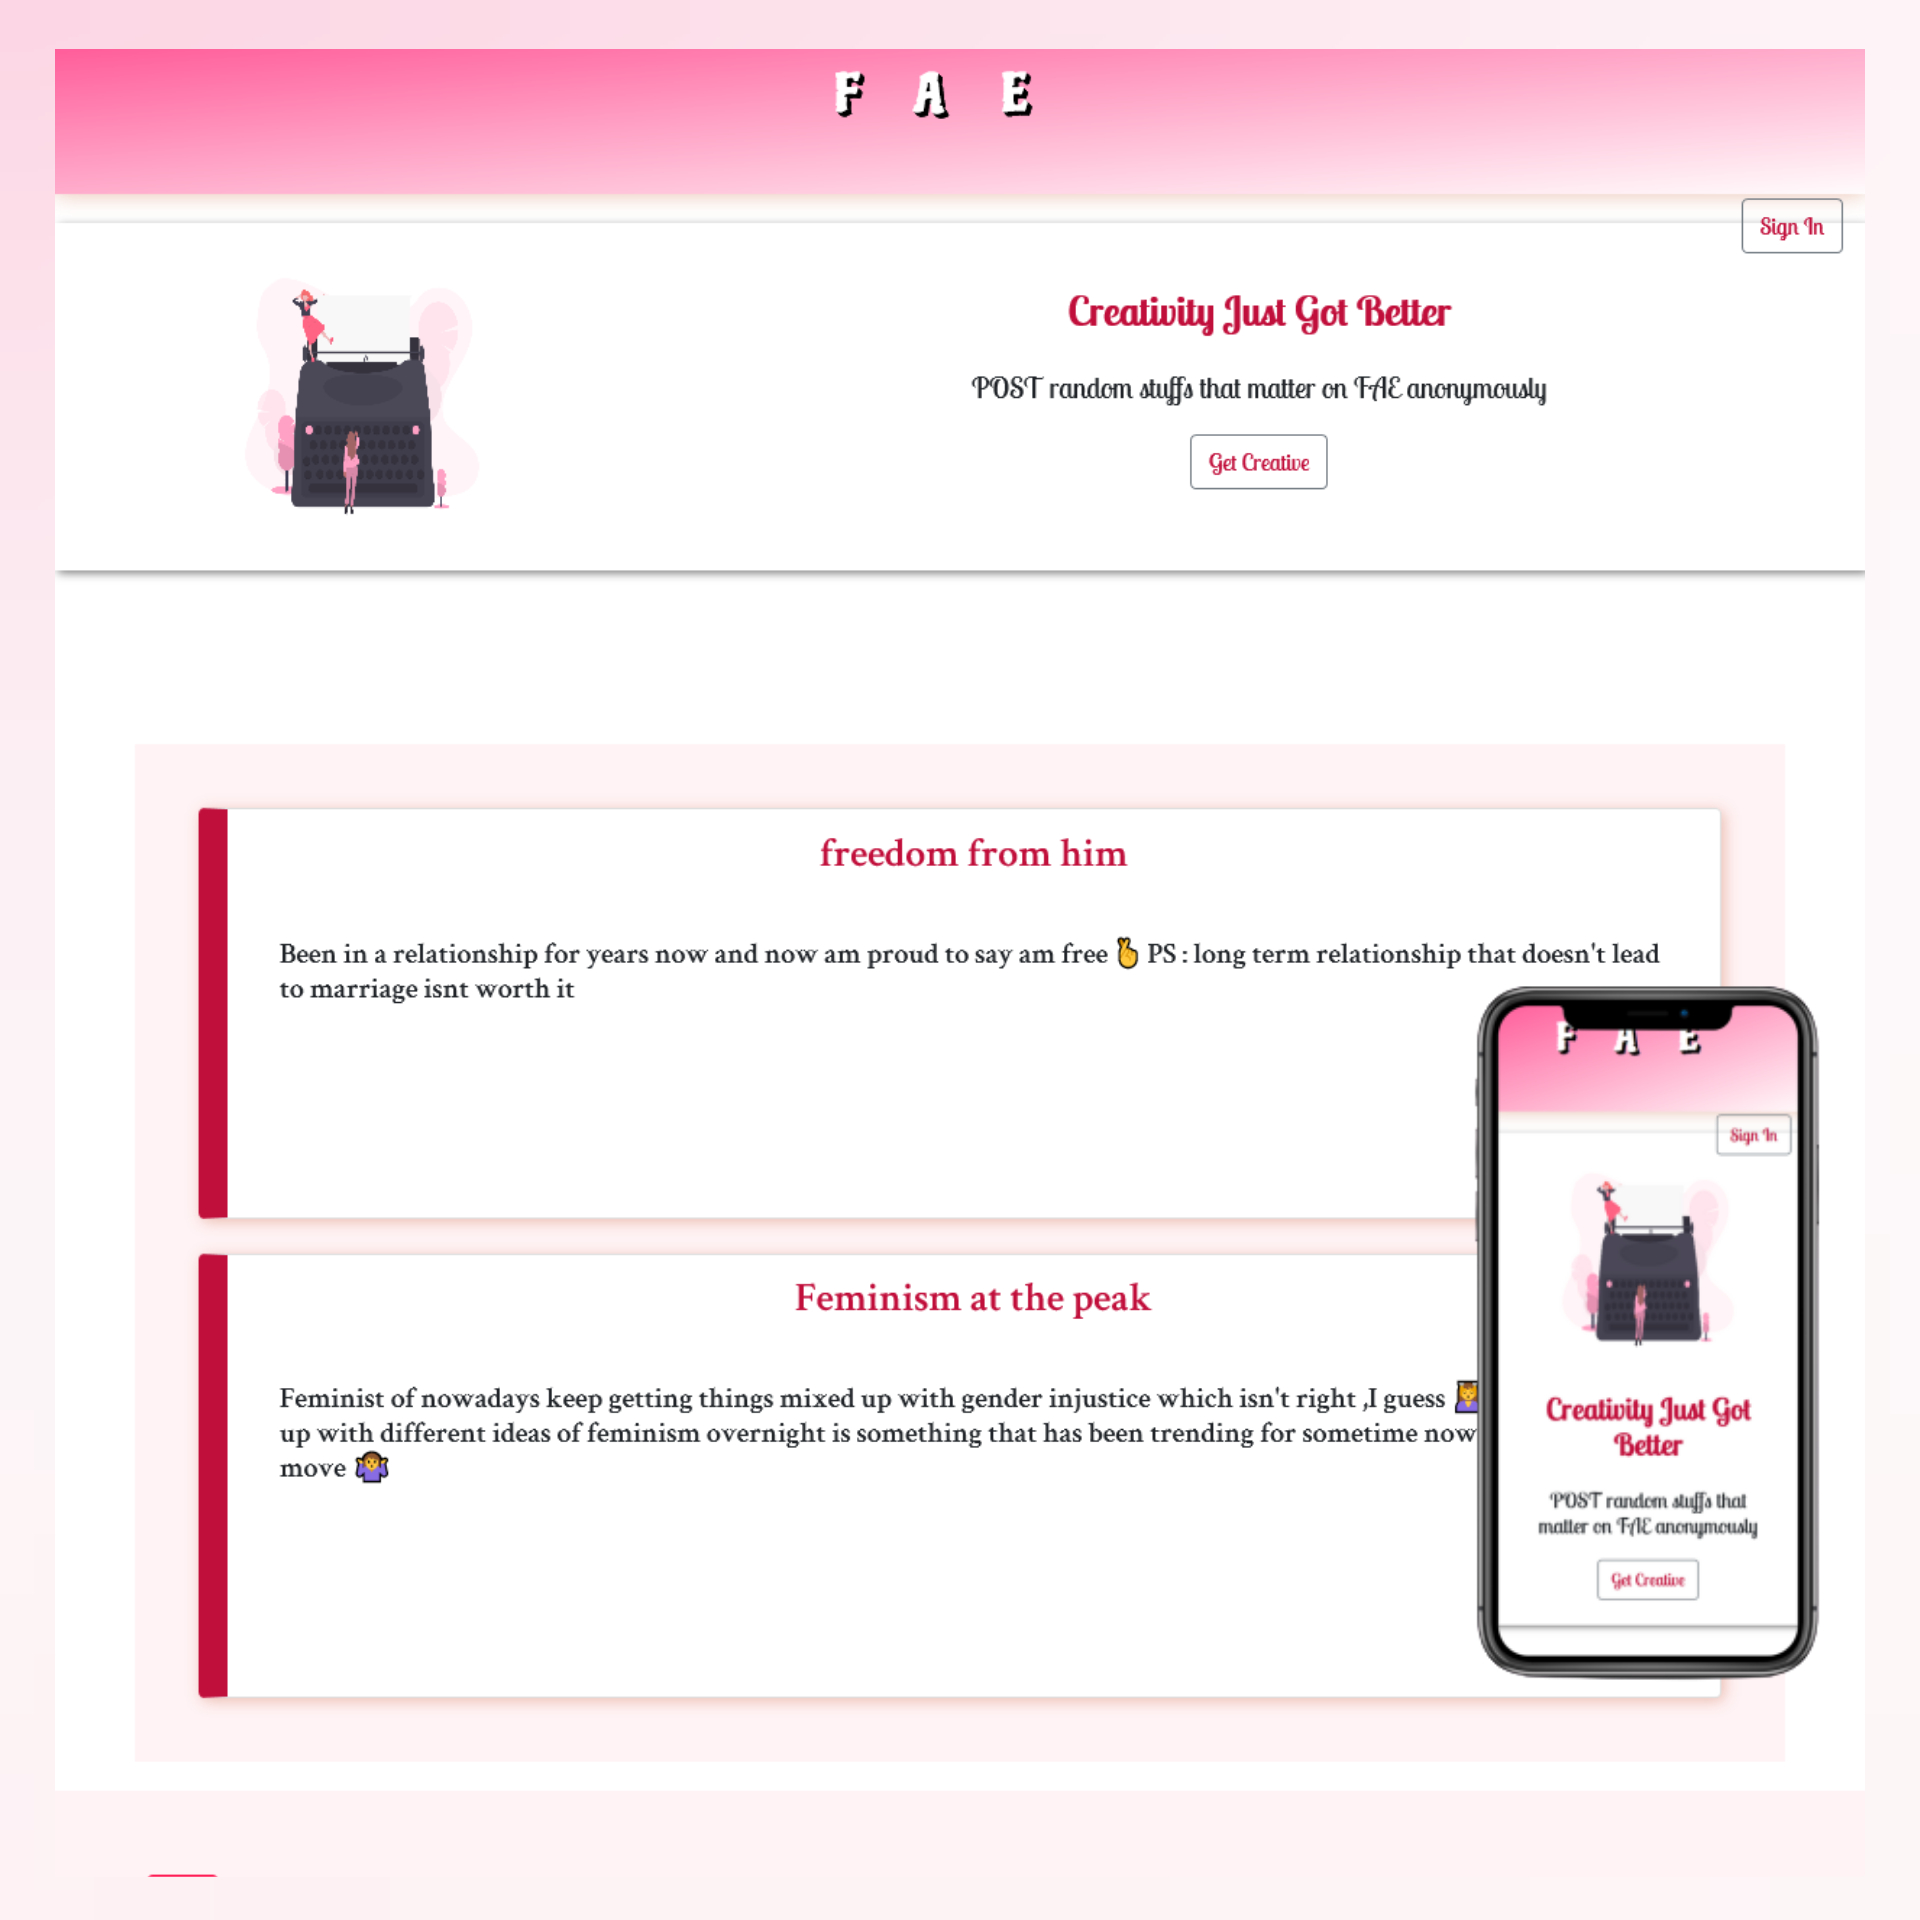 F A E
Sign In
Creativity Just Got Better
POST random stuffs that matter on FAE anonymously
Get Creative
freedom from him
Been in a relationship for years now and now am proud to say am free 🤞 PS : long term relationship that doesn't lead
to marriage isnt worth it
Feminism at the peak
Feminist of nowadays keep getting things mixed up with gender injustice which isn't right ,I guess 💆
up with different ideas of feminism overnight is something that has been trending for sometime now
move 🤷
F A E
Sign In
Creativity Just Got
Better
POST random stuffs that
matter on FAE anonymously
Get Creative